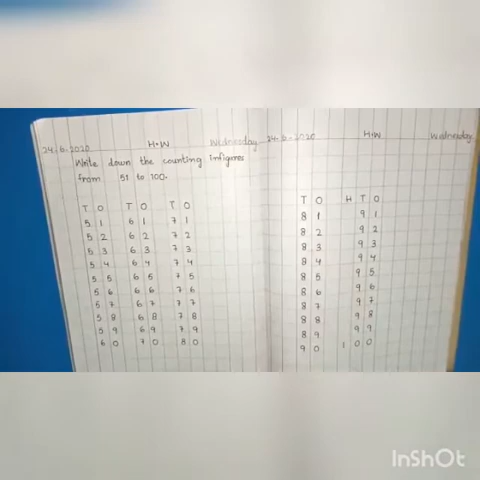 24.6.2020 H.W Wednesday
Write down the counting infigures
from 51 to 100.
T O T O T O
5 1 6 1 7 1
5 2 6 2 7 2
5 3 6 3 7 3
5 4 6 4 7 4
5 5 6 5 7 5
5 6 6 6 7 6
5 7 6 7 7 7
5 8 6 8 7 8
5 9 6 9 7 9
6 0 7 0 8 0
24.6.2020 H.W Wednesday
T O H T O
8 1 9 1
8 2 9 2
8 3 9 3
8 4 9 4
8 5 9 5
8 6 9 6
8 7 9 7
8 8 9 8
8 9 9 9
9 0 1 0 0
InShOt